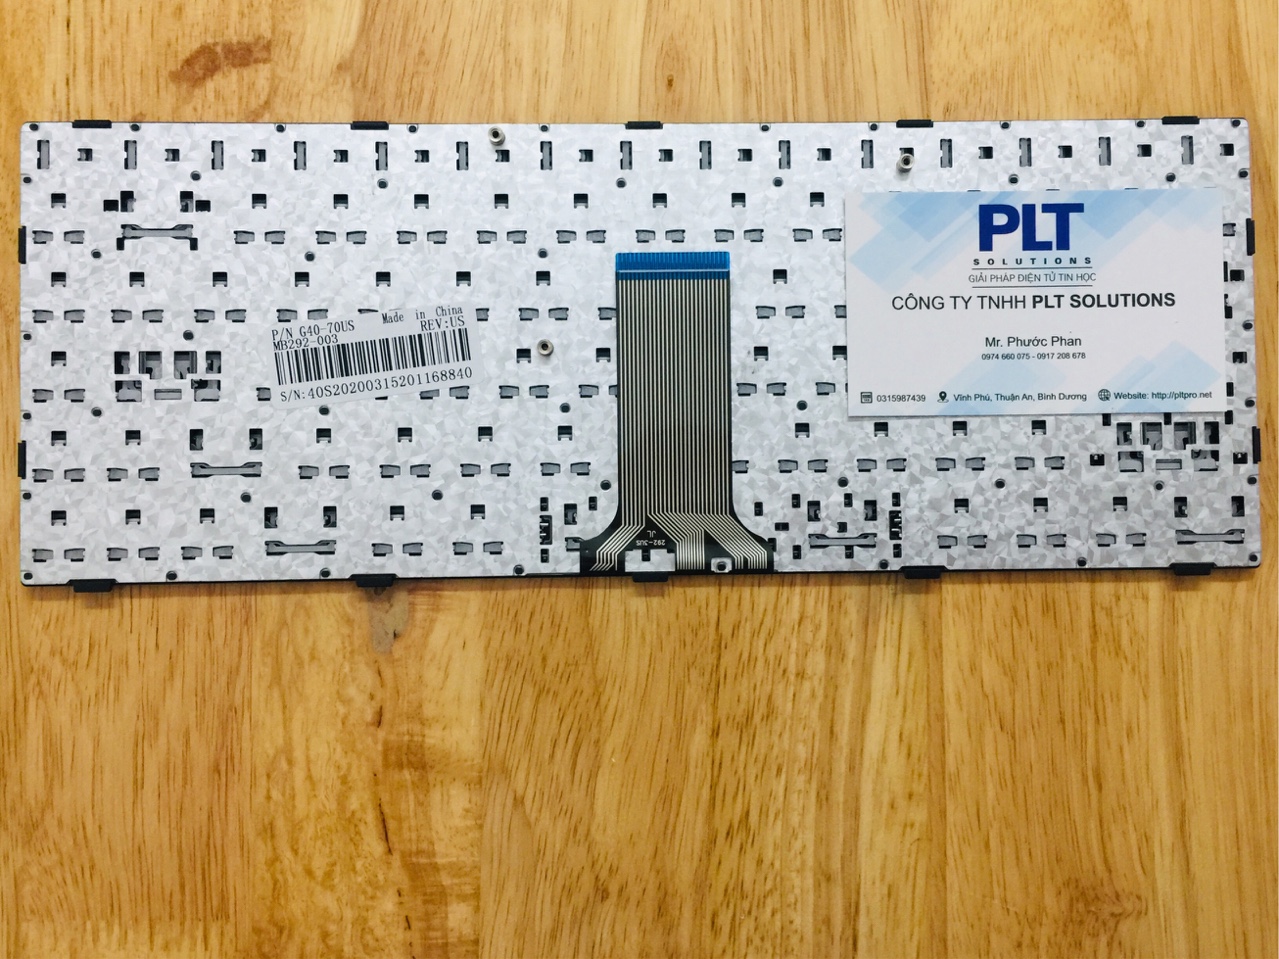 PLT
SOLUTIONS
GIẢI PHÁP ĐIỆN TỬ TIN HỌC
CÔNG TY TNHH PLT SOLUTIONS
Mr. Phước Phan
0974 660 075 - 0917 208 678
0315987439 Vĩnh Phú, Thuận An, Bình Dương Website: http://pltpro.net
P/N G40-70US Made in China
MB292-003 REV:US
S/N:40S20200315201168840
292-3US
JL